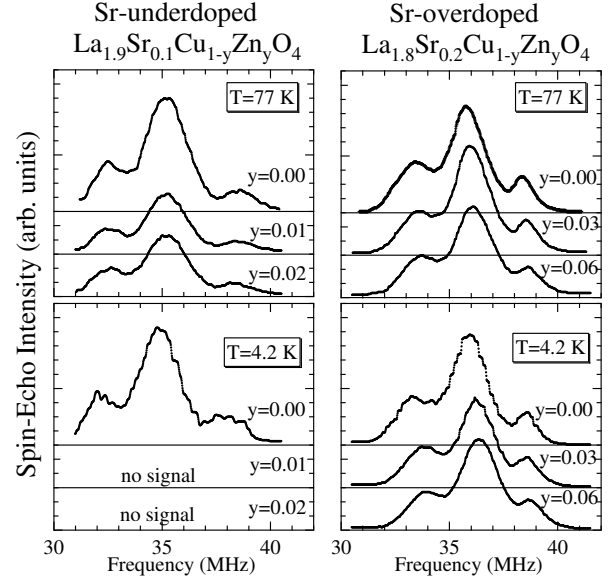 Sr-underdoped
La1.9Sr0.1Cu1-yZnyO4
Sr-overdoped
La1.8Sr0.2Cu1-yZnyO4
Spin-Echo Intensity (arb. units)
T=77 K
y=0.00
y=0.01
y=0.02
T=77 K
y=0.00
y=0.03
y=0.06
T=4.2 K
y=0.00
no signal
y=0.01
no signal
y=0.02
T=4.2 K
y=0.00
y=0.03
y=0.06
30
35
40
Frequency (MHz)
30
35
40
Frequency (MHz)